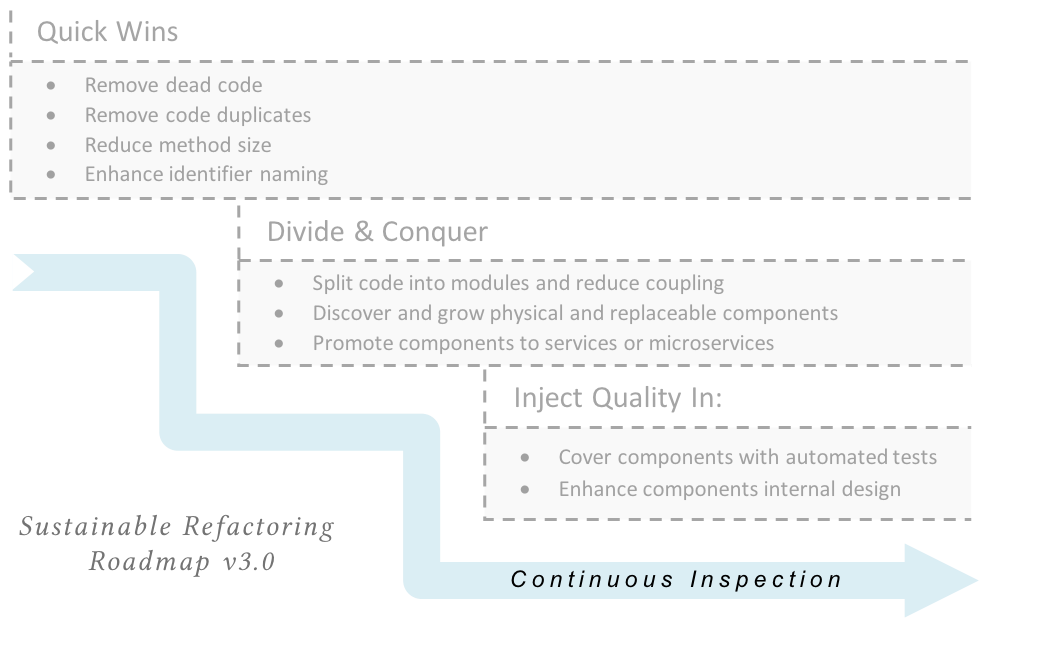 Quick Wins
• Remove dead code
• Remove code duplicates
• Reduce method size
• Enhance identifier naming
Divide & Conquer
• Split code into modules and reduce coupling
• Discover and grow physical and replaceable components
• Promote components to services or microservices
Inject Quality In:
• Cover components with automated tests
• Enhance components internal design
Sustainable Refactoring
Roadmap v3.0
Continuous Inspection